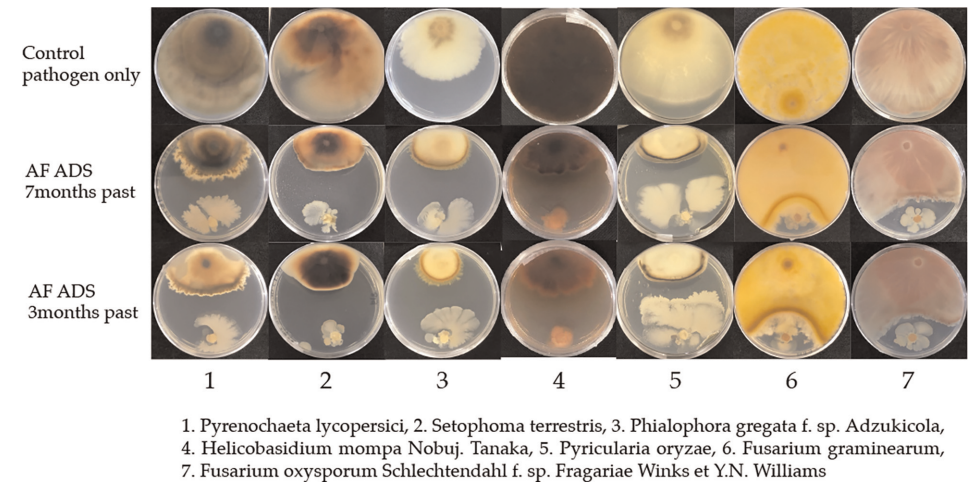 Control
pathogen only
AF ADS
7months past
AF ADS
3months past
1 2 3 4 5 6 7
1. Pyrenochaeta lycopersici, 2. Setophoma terrestris, 3. Phialophora gregata f. sp. Adzukicola,
4. Helicobasidium mompa Nobuj. Tanaka, 5. Pyricularia oryzae, 6. Fusarium graminearum,
7. Fusarium oxysporum Schlechtendahl f. sp. Fragariae Winks et Y.N. Williams